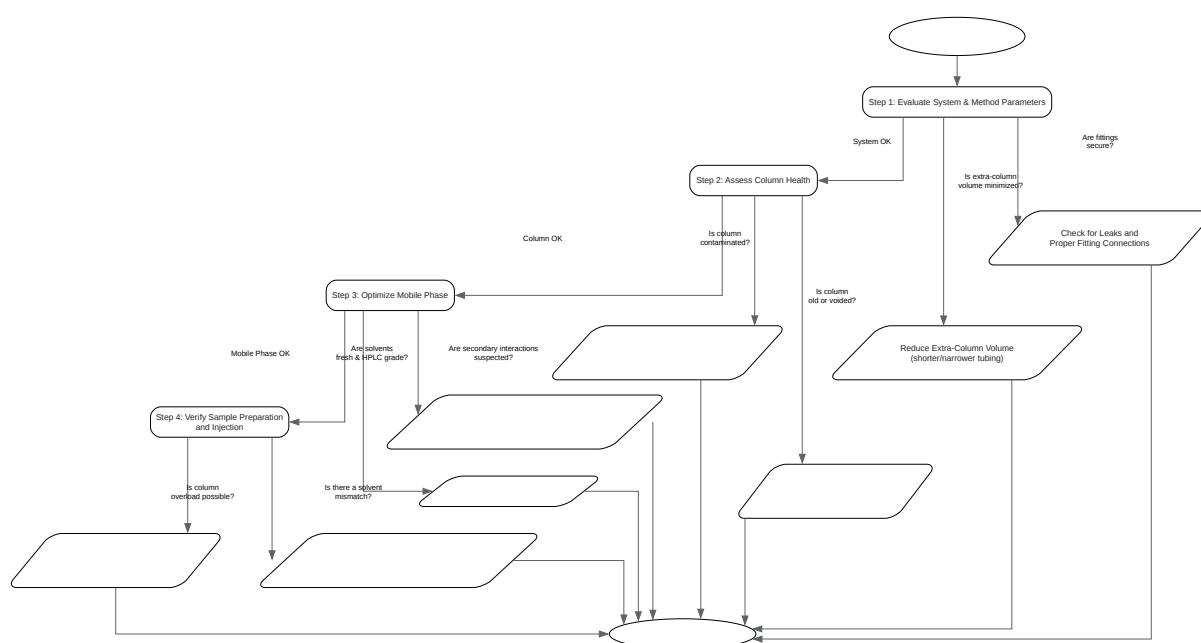 Step 1: Evaluate System & Method Parameters
Are fittings
secure?
System OK
Is extra-column
volume minimized?
Step 2: Assess Column Health
Check for Leaks and
Proper Fitting Connections
Column OK
Is column
contaminated?
Is column
old or voided?
Step 3: Optimize Mobile Phase
Mobile Phase OK
Are solvents
fresh & HPLC grade?
Are secondary interactions
suspected?
Reduce Extra-Column Volume
(shorter/narrower tubing)
Step 4: Verify Sample Preparation
and Injection
Is column
overload possible?
Is there a solvent
mismatch?